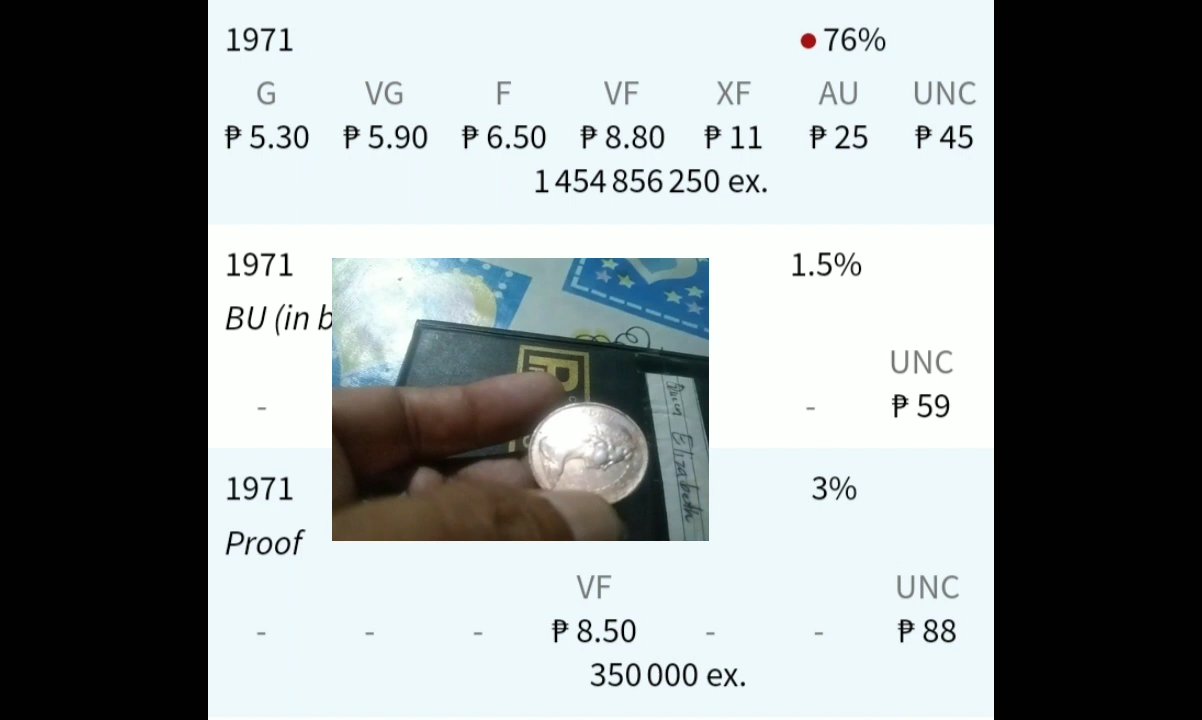 1971 76%
G VG F VF XF AU UNC
₱ 5.30 ₱ 5.90 ₱ 6.50 ₱ 8.80 ₱ 11 ₱ 25 ₱ 45
1 454 856 250 ex.
1971 1.5%
BU (in b
UNC
- - ₱ 59
Elizabeth
1971 3%
Proof
VF UNC
- - - ₱ 8.50 - - ₱ 88
350 000 ex.